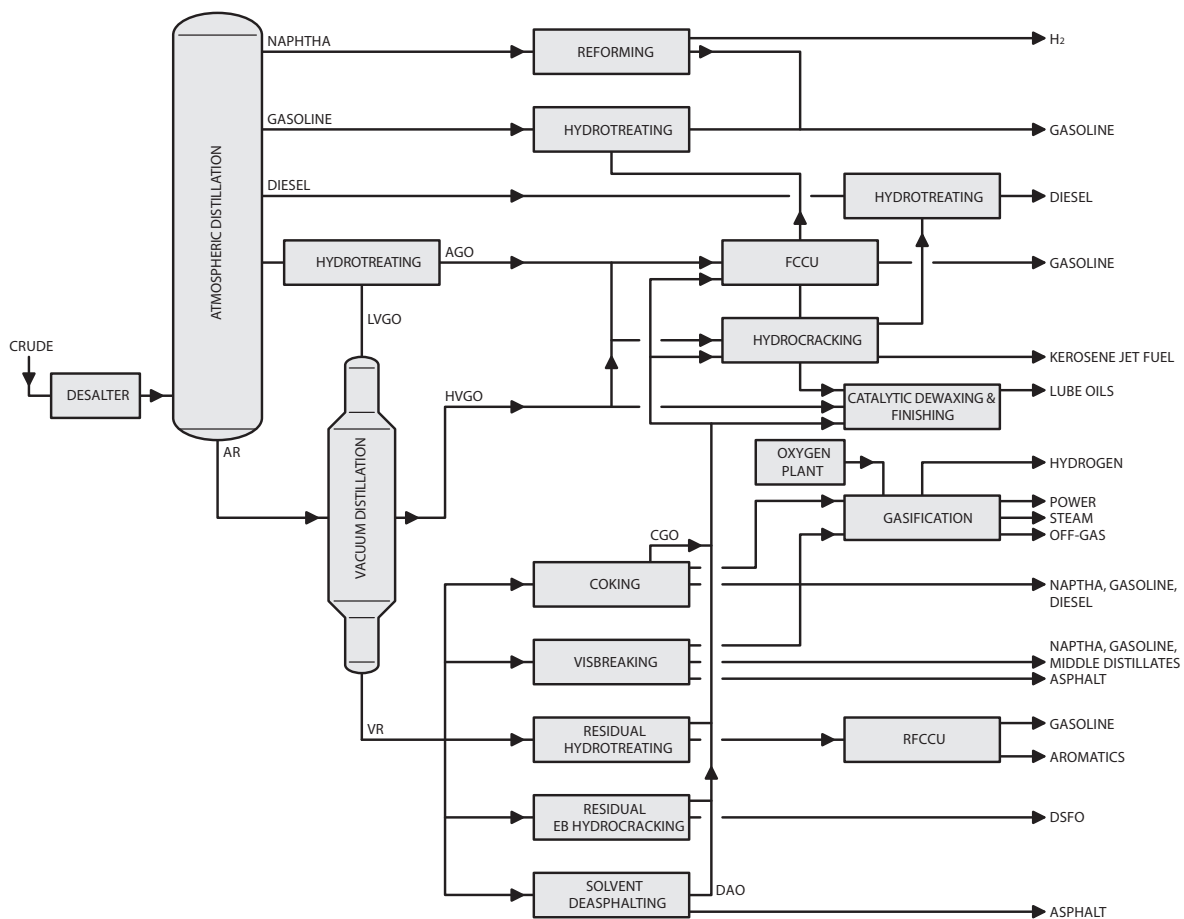 NAPHTHA
REFORMING
H2
GASOLINE
HYDROTREATING
GASOLINE
ATMOSPHERIC DISTILLATION
DIESEL
HYDROTREATING
DIESEL
HYDROTREATING
AGO
FCCU
GASOLINE
LVGO
CRUDE
HYDROCRACKING
KEROSENE JET FUEL
DESALTER
HVGO
CATALYTIC DEWAXING &
FINISHING
LUBE OILS
AR
VACUUM DISTILLATION
OXYGEN
PLANT
HYDROGEN
GASIFICATION
POWER
STEAM
OFF-GAS
CGO
COKING
NAPTHA, GASOLINE,
DIESEL
VISBREAKING
NAPTHA, GASOLINE,
MIDDLE DISTILLATES
ASPHALT
VR
RESIDUAL
HYDROTREATING
RFCCU
GASOLINE
AROMATICS
RESIDUAL
EB HYDROCRACKING
DSFO
SOLVENT
DEASPHALTING
DAO
ASPHALT